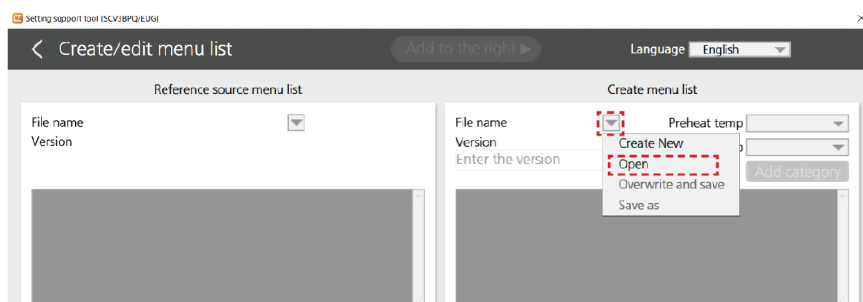 Setting support tool [SCV3BPQ/EUG]
Create/edit menu list
Add to the right ▶
Language English
Reference source menu list
Create menu list
File name
Version
File name
Preheat temp
Version
Enter the version
Create New
Open
Overwrite and save
Save as
Add category